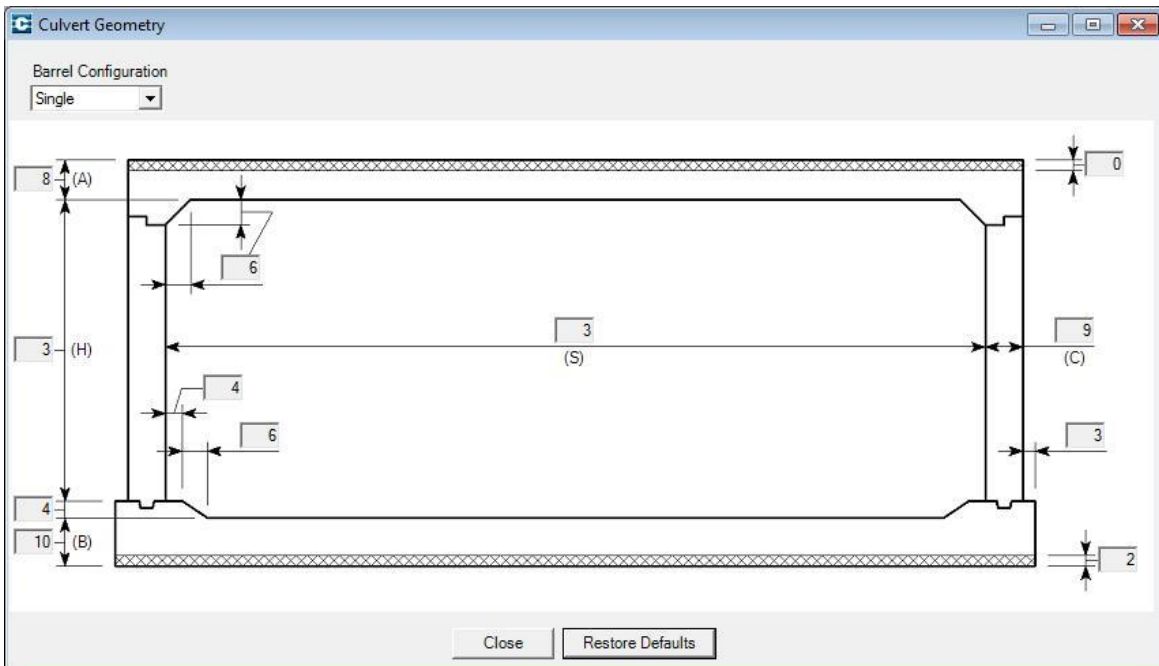 Culvert Geometry
Barrel Configuration
Single
8 (A)
0
6
3 (H)
3
(S)
9
(C)
4
6
3
4
10 (B)
2
Close
Restore Defaults